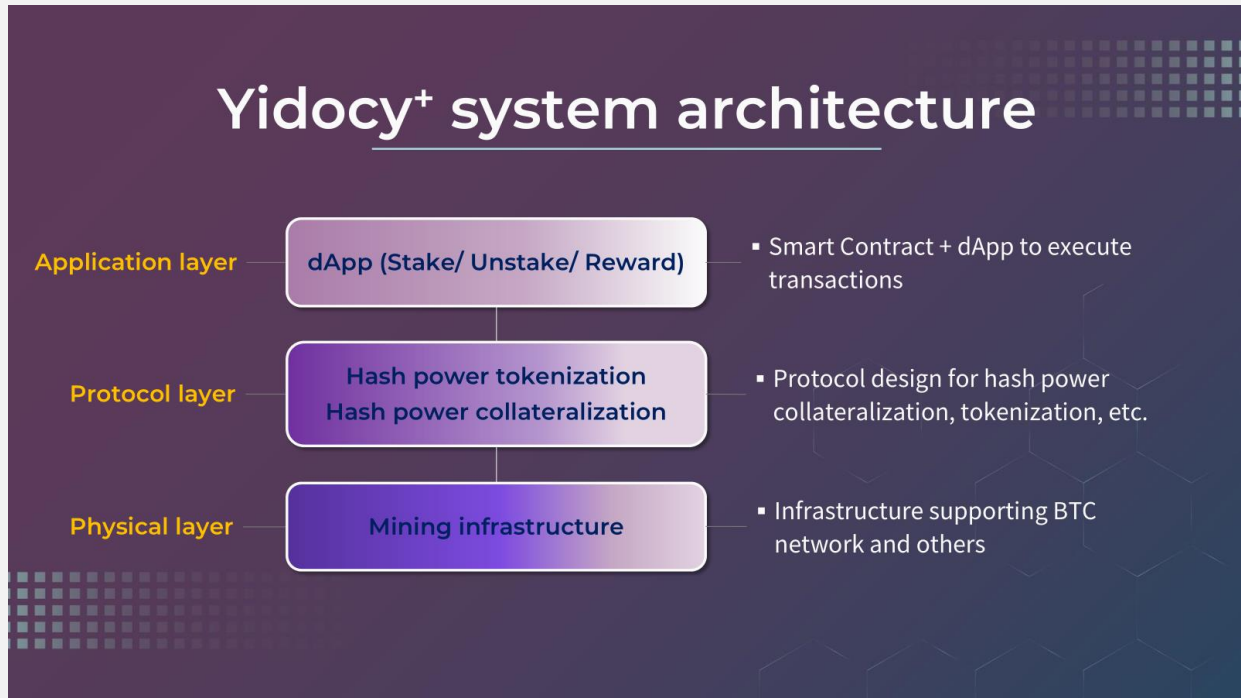 Yidocy⁺ system architecture
Application layer
dApp (Stake/ Unstake/ Reward)
▪ Smart Contract + dApp to execute
transactions
Protocol layer
Hash power tokenization
Hash power collateralization
▪ Protocol design for hash power
collateralization, tokenization, etc.
Physical layer
Mining infrastructure
▪ Infrastructure supporting BTC
network and others